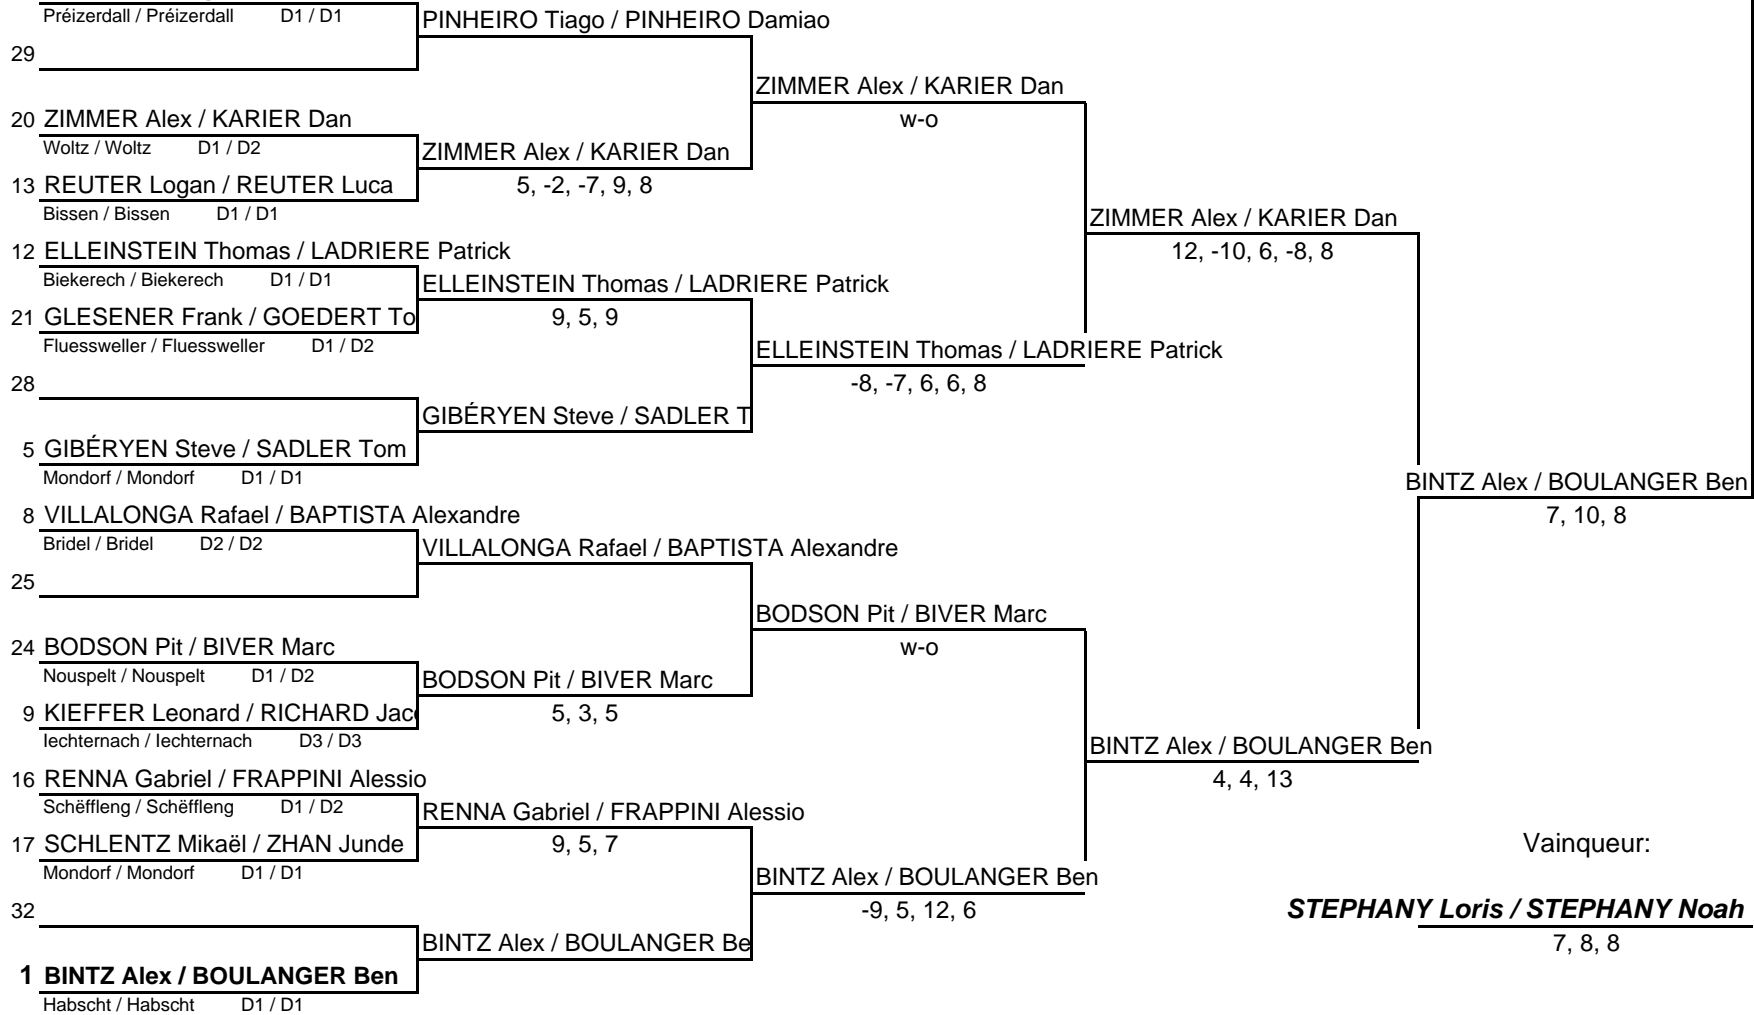 Préizerdall / Préizerdall D1 / D1
PINHEIRO Tiago / PINHEIRO Damiao
29
ZIMMER Alex / KARIER Dan
w-o
20 ZIMMER Alex / KARIER Dan
Woltz / Woltz D1 / D2
ZIMMER Alex / KARIER Dan
5, -2, -7, 9, 8
13 REUTER Logan / REUTER Luca
Bissen / Bissen D1 / D1
ZIMMER Alex / KARIER Dan
12, -10, 6, -8, 8
12 ELLEINSTEIN Thomas / LADRIERE Patrick
Biekerech / Biekerech D1 / D1
ELLEINSTEIN Thomas / LADRIERE Patrick
9, 5, 9
21 GLESENER Frank / GOEDERT To
Fluessweller / Fluessweller D1 / D2
ELLEINSTEIN Thomas / LADRIERE Patrick
-8, -7, 6, 6, 8
28
GIBÉRYEN Steve / SADLER T
5 GIBÉRYEN Steve / SADLER Tom
Mondorf / Mondorf D1 / D1
BINTZ Alex / BOULANGER Ben
7, 10, 8
8 VILLALONGA Rafael / BAPTISTA Alexandre
Bridel / Bridel D2 / D2
VILLALONGA Rafael / BAPTISTA Alexandre
25
BODSON Pit / BIVER Marc
w-o
24 BODSON Pit / BIVER Marc
Nouspelt / Nouspelt D1 / D2
BODSON Pit / BIVER Marc
5, 3, 5
9 KIEFFER Leonard / RICHARD Jac
Iechternach / Iechternach D3 / D3
BINTZ Alex / BOULANGER Ben
4, 4, 13
16 RENNA Gabriel / FRAPPINI Alessio
Schëffleng / Schëffleng D1 / D2
RENNA Gabriel / FRAPPINI Alessio
9, 5, 7
17 SCHLENTZ Mikaël / ZHAN Junde
Mondorf / Mondorf D1 / D1
Vainqueur:
BINTZ Alex / BOULANGER Ben
-9, 5, 12, 6
32
STEPHANY Loris / STEPHANY Noah
7, 8, 8
BINTZ Alex / BOULANGER Be
1 BINTZ Alex / BOULANGER Ben
Habscht / Habscht D1 / D1